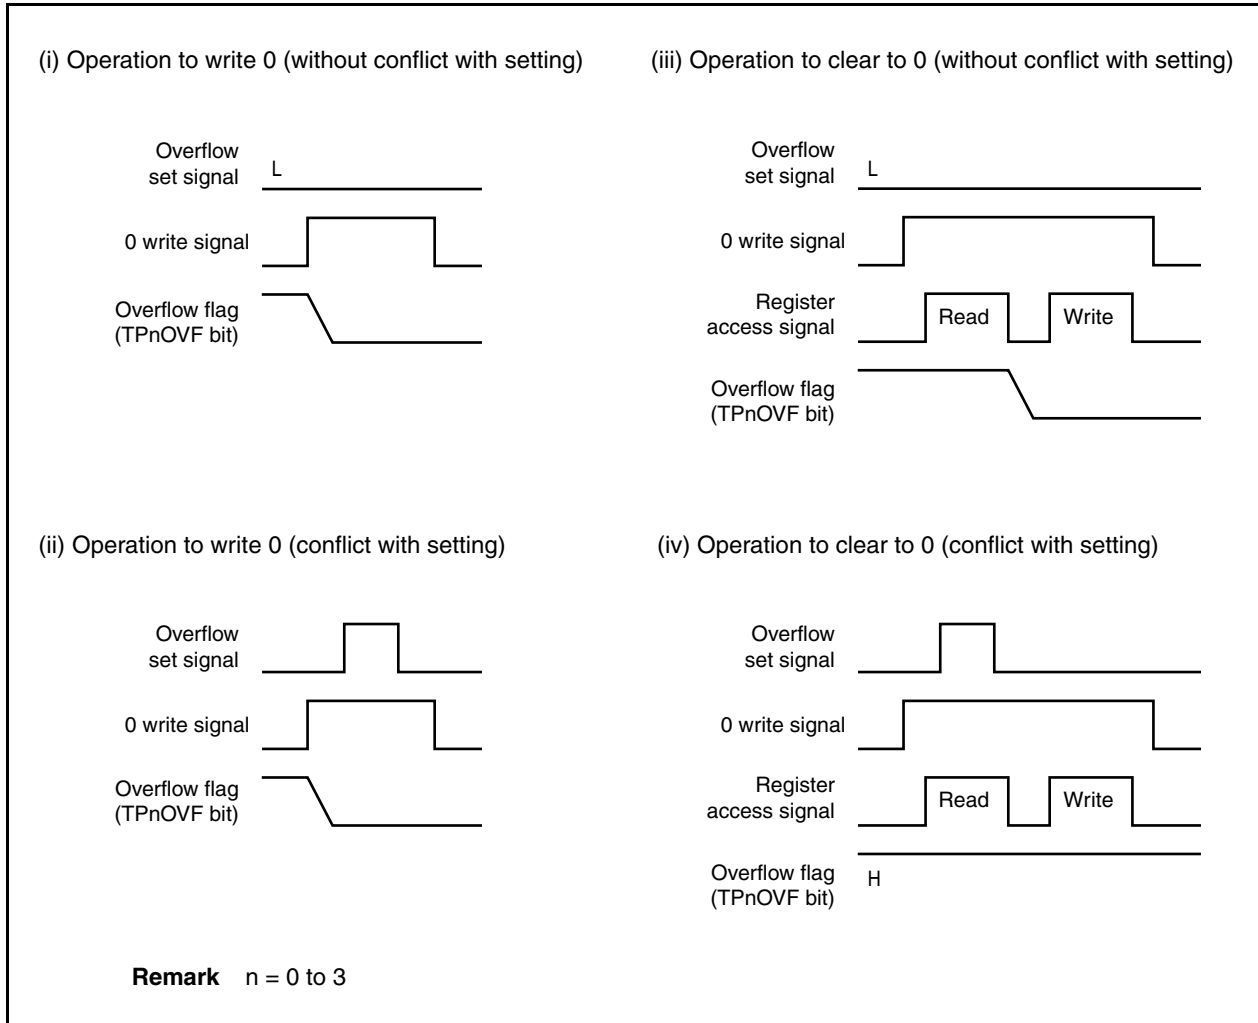 (i) Operation to write 0 (without conflict with setting)
Overflow
set signal
L
0 write signal
Overflow flag
(TPnOVF bit)
(iii) Operation to clear to 0 (without conflict with setting)
Overflow
set signal
L
0 write signal
Register
access signal
Read
Write
Overflow flag
(TPnOVF bit)
(ii) Operation to write 0 (conflict with setting)
Overflow
set signal
0 write signal
Overflow flag
(TPnOVF bit)
(iv) Operation to clear to 0 (conflict with setting)
Overflow
set signal
0 write signal
Register
access signal
Read
Write
Overflow flag
(TPnOVF bit)
H
Remark n = 0 to 3